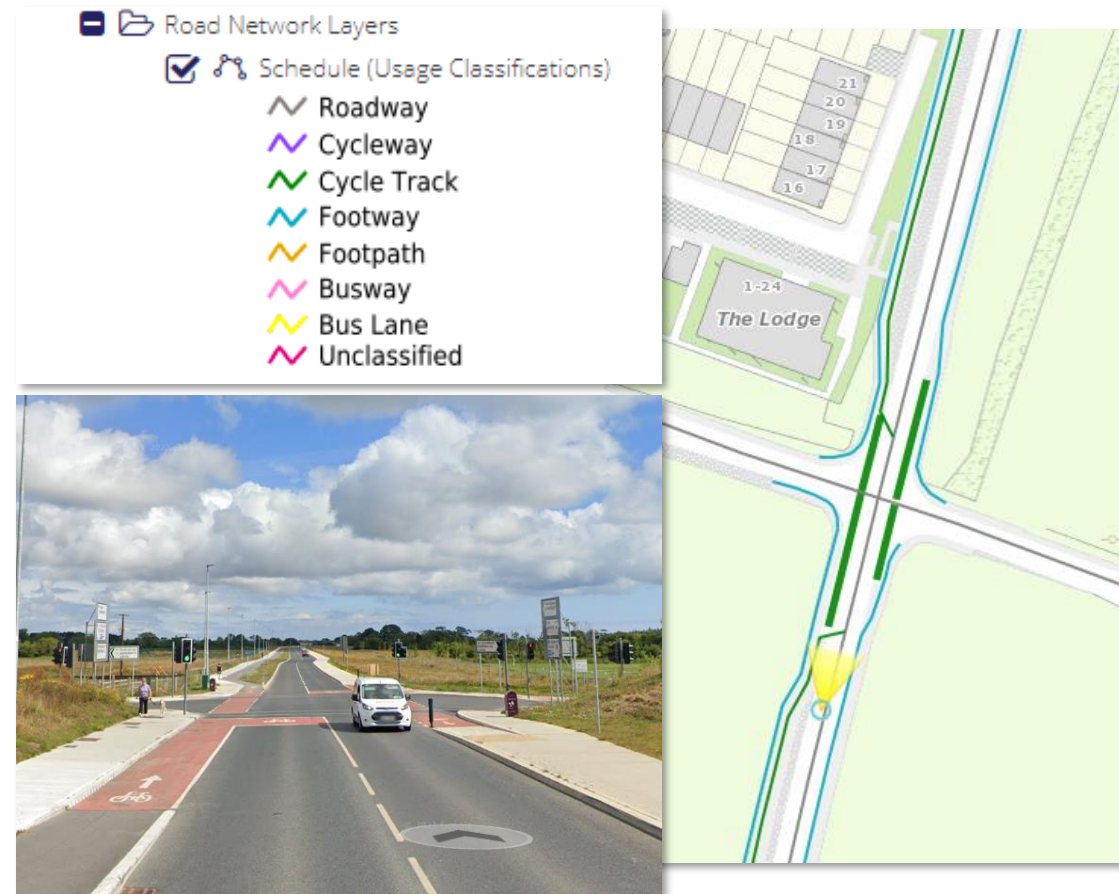 Road Network Layers
Schedule (Usage Classifications)
Roadway
Cycleway
Cycle Track
Footway
Footpath
Busway
Bus Lane
Unclassified
21
20
19
18
17
16
1-24
The Lodge